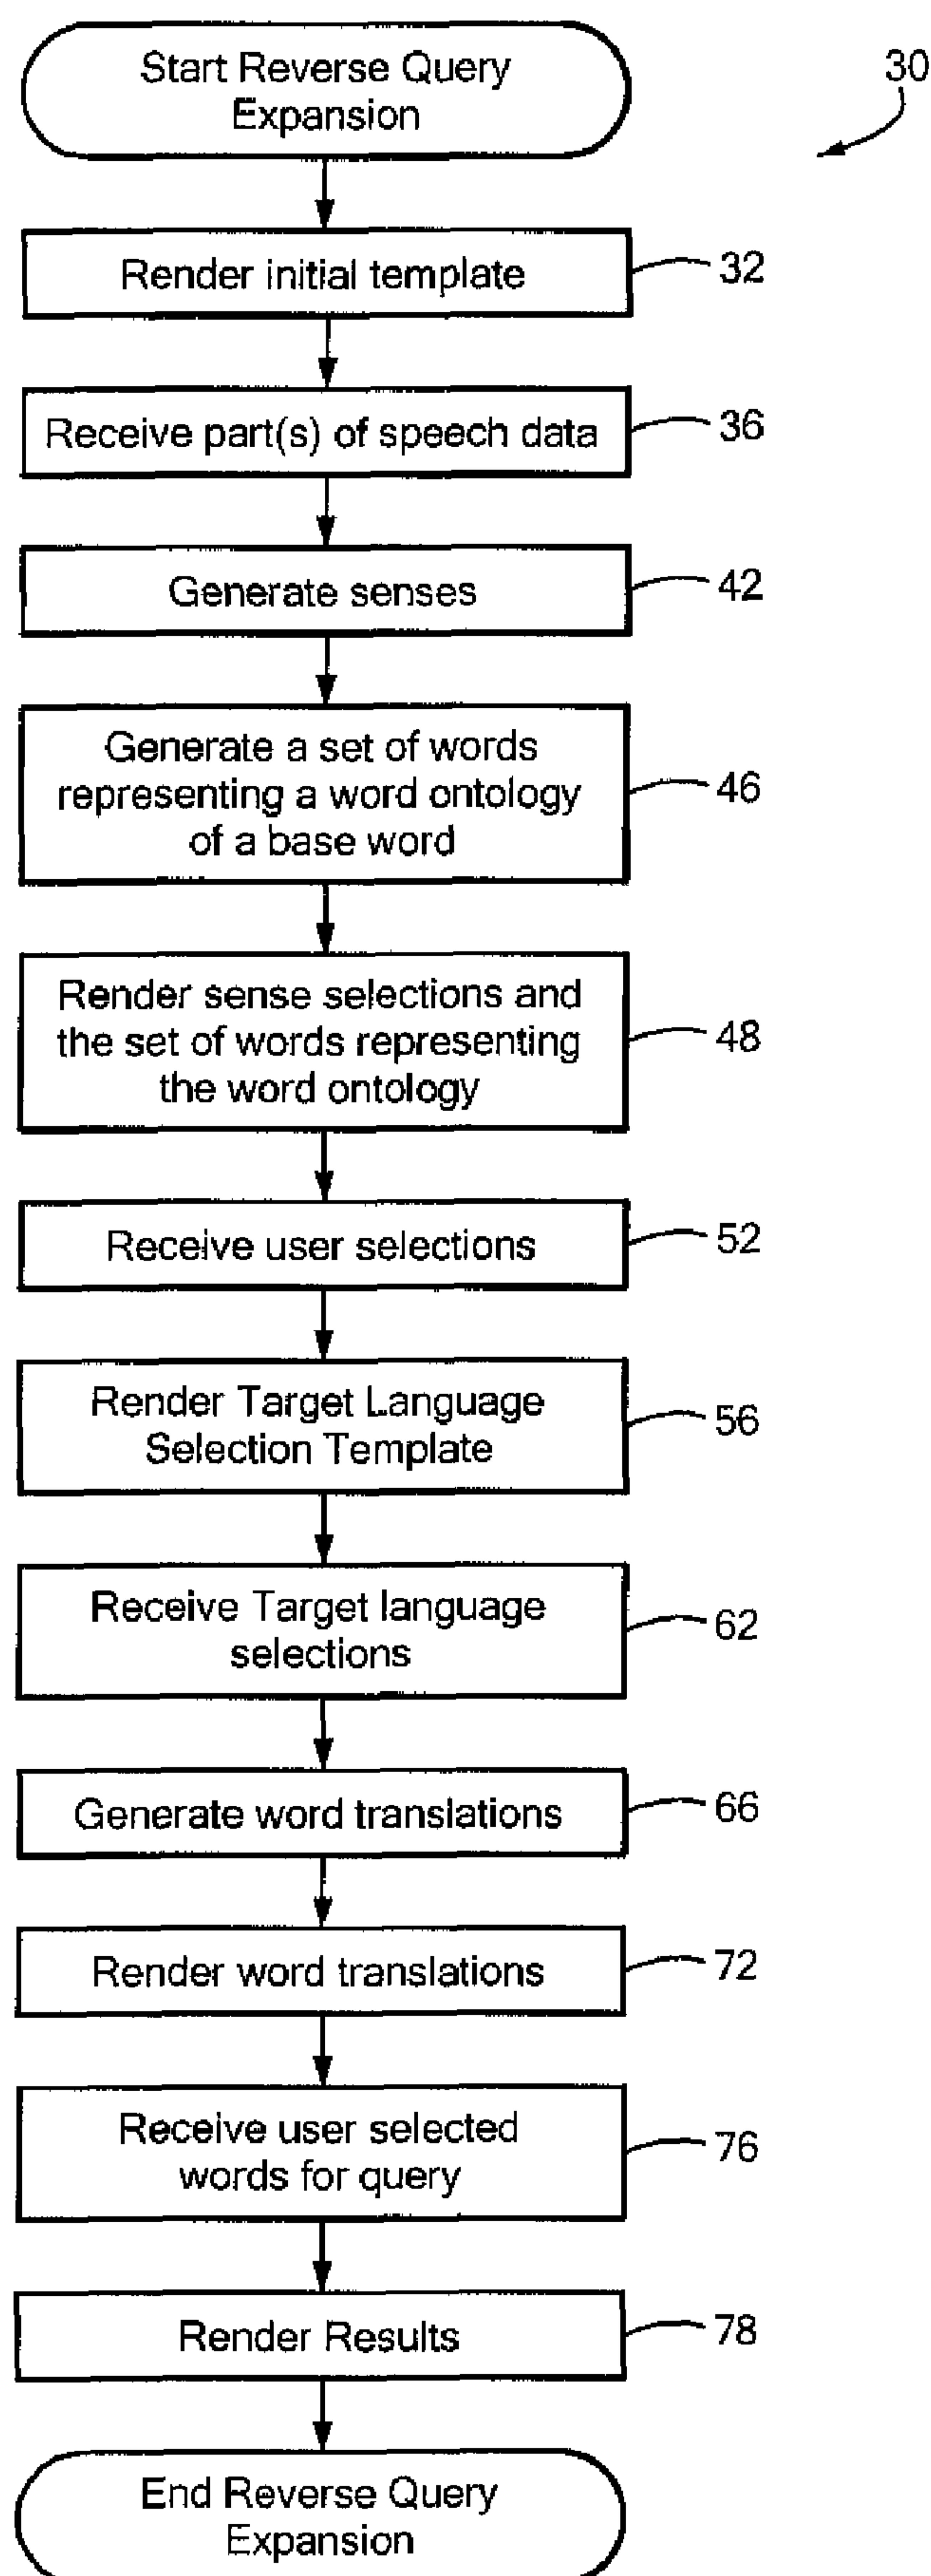 Start Reverse Query
Expansion
30
Render initial template
32
Receive part(s) of speech data
36
Generate senses
42
Generate a set of words
representing a word ontology
of a base word
46
Render sense selections and
the set of words representing
the word ontology
48
Receive user selections
52
Render Target Language
Selection Template
56
Receive Target language
selections
62
Generate word translations
66
Render word translations
72
Receive user selected
words for query
76
Render Results
78
End Reverse Query
Expansion